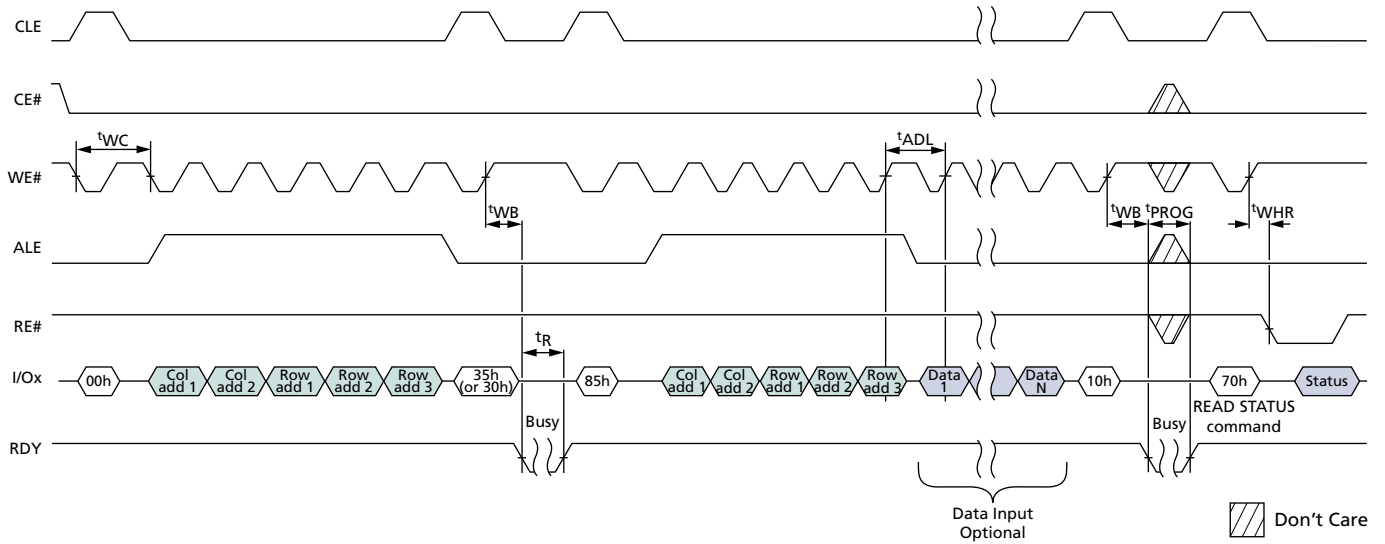 CLE
CE#
tWC
tADL
WE#
tWB
tWB
tPROG
tWHR
ALE
RE#
tR
I/Ox
00h
Col add 1
Col add 2
Row add 1
Row add 2
Row add 3
35h (or 30h)
85h
Col add 1
Col add 2
Row add 1
Row add 2
Row add 3
Data 1
Data N
10h
70h
Status
READ STATUS
command
Busy
Busy
RDY
Data Input
Optional
Don't Care